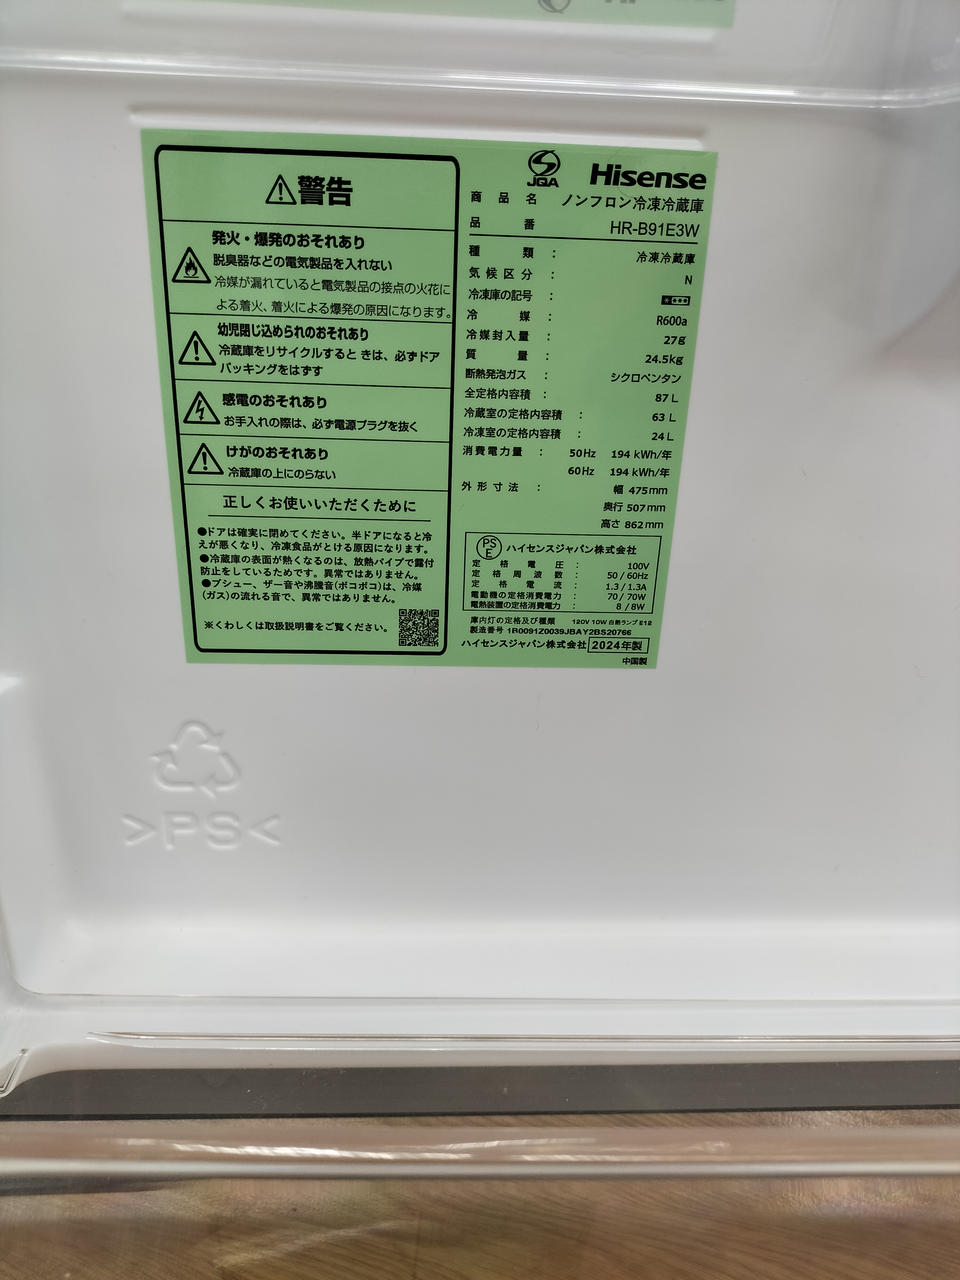 警告
発火・爆発のおそれあり
脱臭器などの電気製品を入れない
冷媒が漏れていると電気製品の接点の火花に
よる着火、着火による爆発の原因になります。
幼児閉じ込められのおそれあり
冷蔵庫をリサイクルするときは、必ずドア
パッキングをはずす
感電のおそれあり
お手入れの際は、必ず電源プラグを抜く
けがのおそれあり
冷蔵庫の上にのらない
正しくお使いいただくために
●ドアは確実に閉めてください。半ドアになると冷
えが悪くなり、冷凍食品がとける原因になります。
●冷蔵庫の表面が熱くなるのは、放熱パイプで露付
防止をしているためです。異常ではありません。
●プシュー、ザー音や沸騰音(ポコポコ)は、冷媒
(ガス)の流れる音で、異常ではありません。
※くわしくは取扱説明書をご覧ください。
JQA Hisense
商品名 ノンフロン冷凍冷蔵庫
品番 HR-B91E3W
種類: 冷凍冷蔵庫
気候区分: N
冷凍庫の記号: ****
冷媒: R600a
冷媒封入量: 27g
質量: 24.5kg
断熱発泡ガス: シクロペンタン
全定格内容積: 87 L
冷蔵室の定格内容積: 63 L
冷凍室の定格内容積: 24 L
消費電力量: 50Hz 194 kWh/年
60Hz 194 kWh/年
外形寸法: 幅 475mm
奥行 507mm
高さ 862mm
PSE ハイセンスジャパン株式会社
定格電圧: 100V
定格周波数: 50 / 60Hz
定格電流: 1.3 / 1.3A
電動機の定格消費電力: 70 / 70W
電熱装置の定格消費電力: 8 / 8W
庫内灯の定格及び種類 120V 10W 白熱ランプ E12
製造番号 1R0091Z0039JBAY2BS20766
ハイセンスジャパン株式会社 2024年製
中国製
>PS<